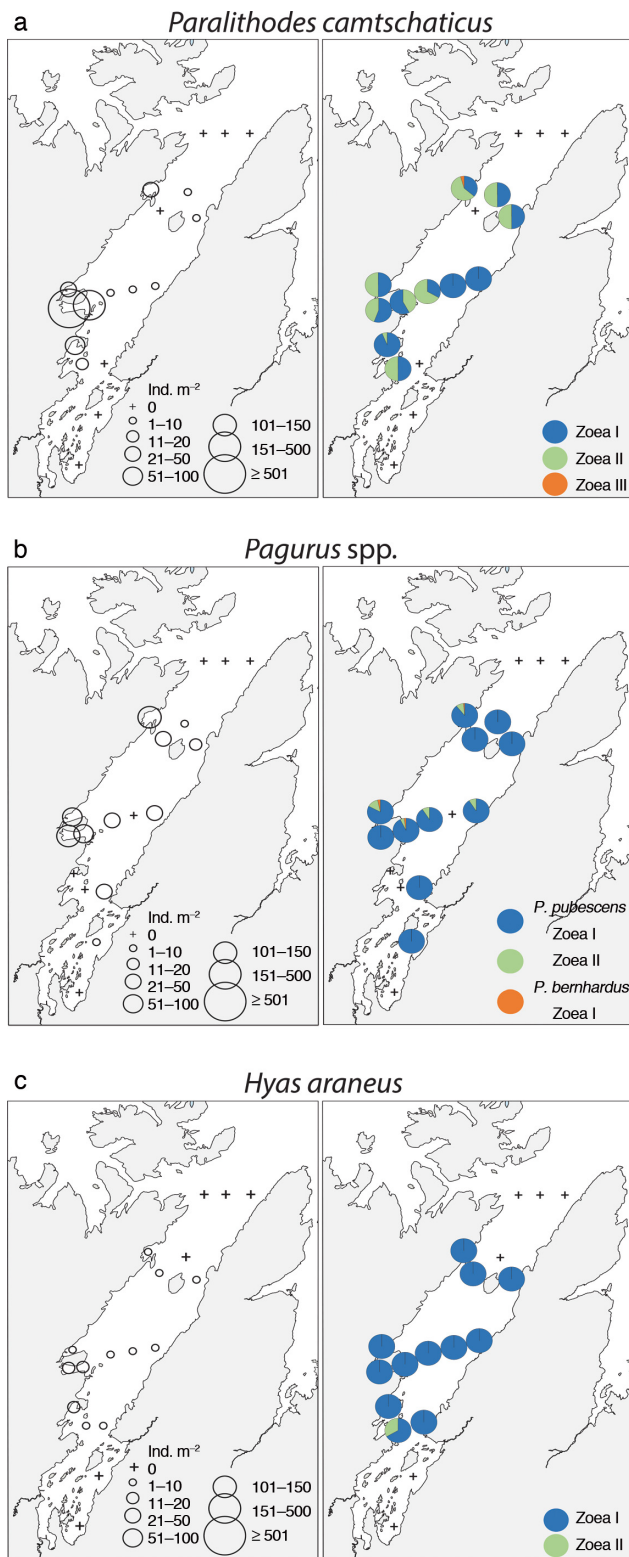 a
Paralithodes camtschaticus
Ind. m⁻²
+ 0
1–10
11–20
21–50
51–100
101–150
151–500
≥ 501
Zoea I
Zoea II
Zoea III
b
Pagurus spp.
Ind. m⁻²
+ 0
1–10
11–20
21–50
51–100
101–150
151–500
≥ 501
P. pubescens
Zoea I
Zoea II
P. bernhardus
Zoea I
c
Hyas araneus
Ind. m⁻²
+ 0
1–10
11–20
21–50
51–100
101–150
151–500
≥ 501
Zoea I
Zoea II